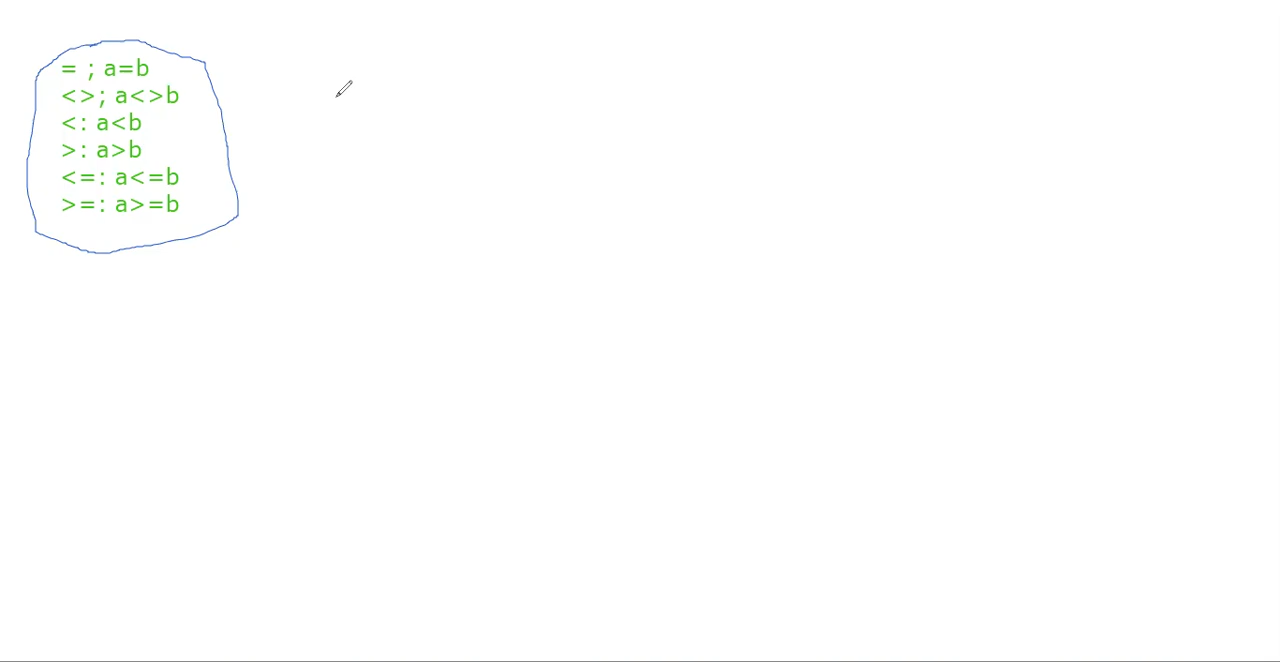 = ; a=b
<>; a<>b
<: a<b
>: a>b
<=: a<=b
>=: a>=b